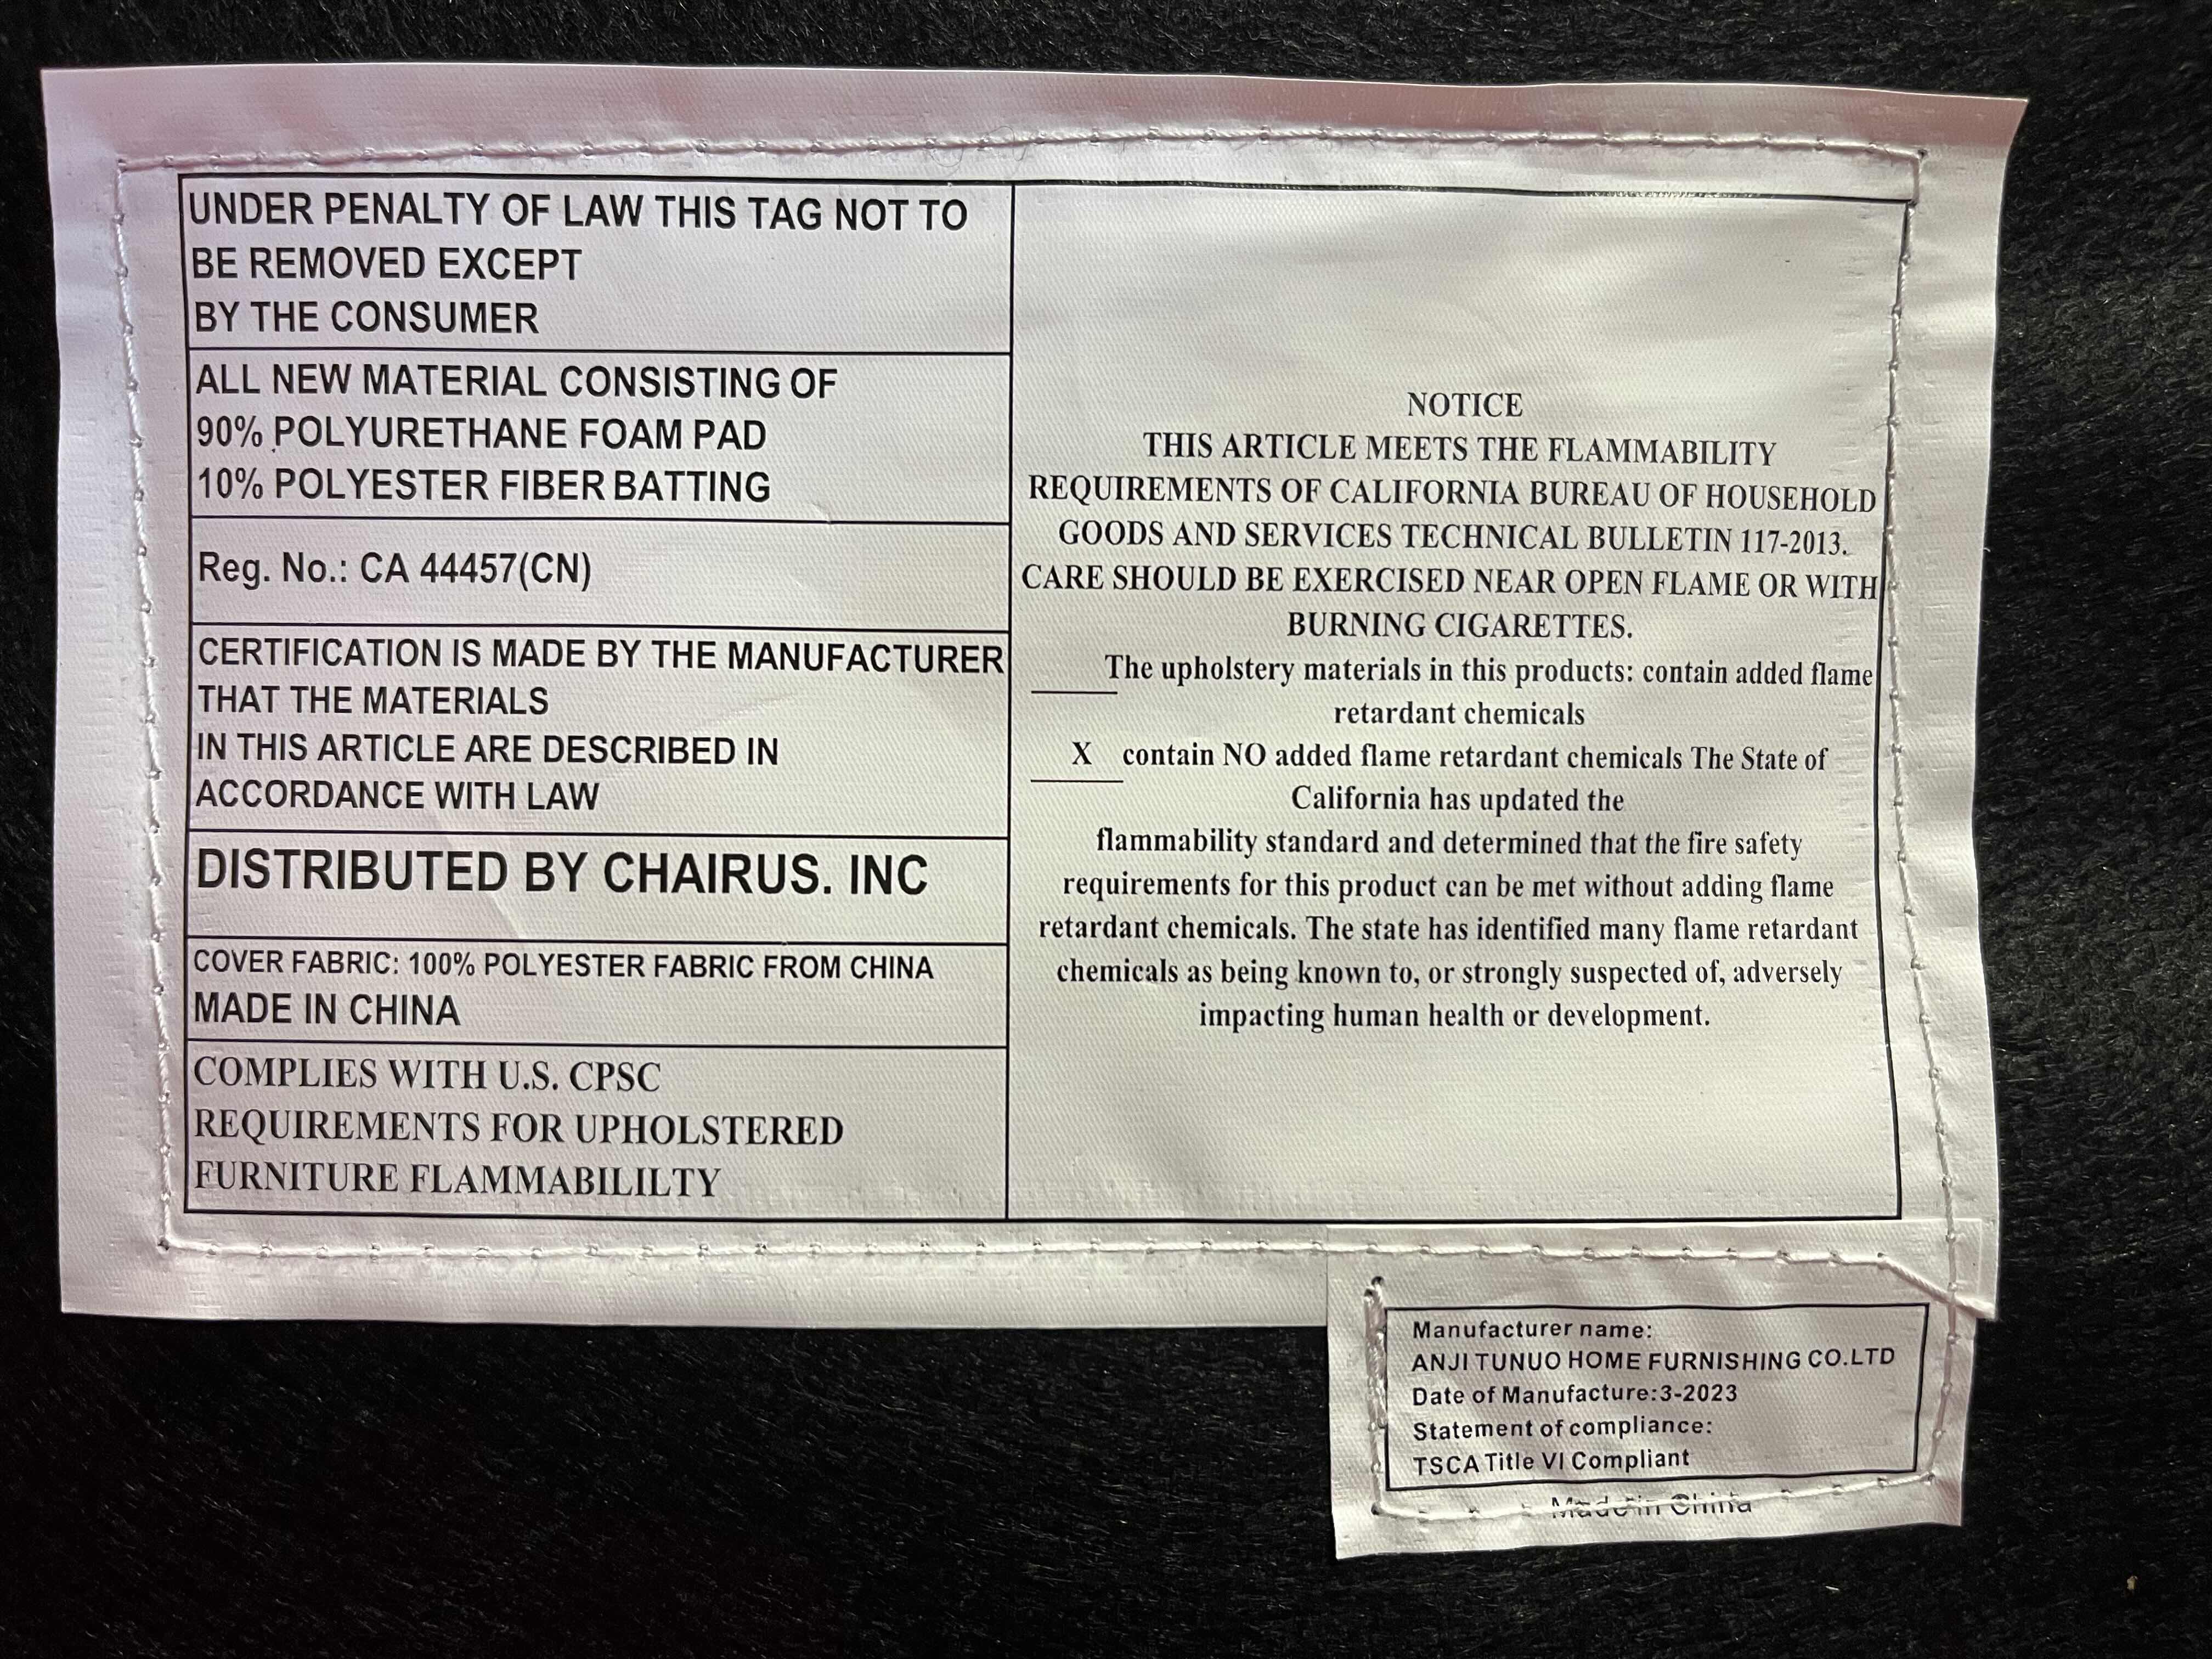 UNDER PENALTY OF LAW THIS TAG NOT TO
BE REMOVED EXCEPT
BY THE CONSUMER
ALL NEW MATERIAL CONSISTING OF
90% POLYURETHANE FOAM PAD
10% POLYESTER FIBER BATTING
Reg. No.: CA 44457(CN)
CERTIFICATION IS MADE BY THE MANUFACTURER
THAT THE MATERIALS
IN THIS ARTICLE ARE DESCRIBED IN
ACCORDANCE WITH LAW
DISTRIBUTED BY CHAIRUS. INC
COVER FABRIC: 100% POLYESTER FABRIC FROM CHINA
MADE IN CHINA
COMPLIES WITH U.S. CPSC
REQUIREMENTS FOR UPHOLSTERED
FURNITURE FLAMMABILILTY
NOTICE
THIS ARTICLE MEETS THE FLAMMABILITY
REQUIREMENTS OF CALIFORNIA BUREAU OF HOUSEHOLD
GOODS AND SERVICES TECHNICAL BULLETIN 117-2013.
CARE SHOULD BE EXERCISED NEAR OPEN FLAME OR WITH
BURNING CIGARETTES.
The upholstery materials in this products: contain added flame
retardant chemicals
X contain NO added flame retardant chemicals The State of
California has updated the
flammability standard and determined that the fire safety
requirements for this product can be met without adding flame
retardant chemicals. The state has identified many flame retardant
chemicals as being known to, or strongly suspected of, adversely
impacting human health or development.
Manufacturer name:
ANJI TUNUO HOME FURNISHING CO.LTD
Date of Manufacture:3-2023
Statement of compliance:
TSCA Title VI Compliant
Made in China